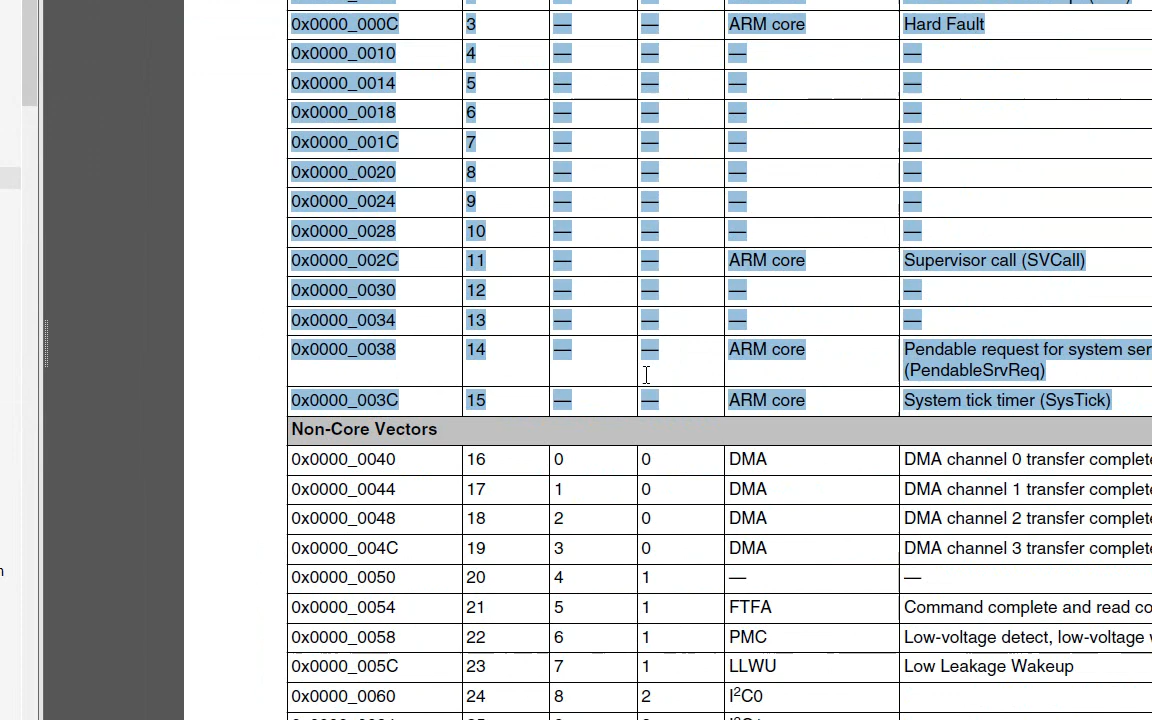 0x0000_000C 3 — — ARM core Hard Fault
0x0000_0010 4 — — — —
0x0000_0014 5 — — — —
0x0000_0018 6 — — — —
0x0000_001C 7 — — — —
0x0000_0020 8 — — — —
0x0000_0024 9 — — — —
0x0000_0028 10 — — — —
0x0000_002C 11 — — ARM core Supervisor call (SVCall)
0x0000_0030 12 — — — —
0x0000_0034 13 — — — —
0x0000_0038 14 — — ARM core Pendable request for system ser
(PendableSrvReq)
0x0000_003C 15 — — ARM core System tick timer (SysTick)
Non-Core Vectors
0x0000_0040 16 0 0 DMA DMA channel 0 transfer complete
0x0000_0044 17 1 0 DMA DMA channel 1 transfer complete
0x0000_0048 18 2 0 DMA DMA channel 2 transfer complete
0x0000_004C 19 3 0 DMA DMA channel 3 transfer complete
0x0000_0050 20 4 1 — —
0x0000_0054 21 5 1 FTFA Command complete and read co
0x0000_0058 22 6 1 PMC Low-voltage detect, low-voltage
0x0000_005C 23 7 1 LLWU Low Leakage Wakeup
0x0000_0060 24 8 2 I²C0